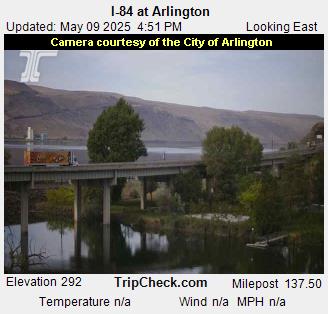 I-84 at Arlington
Updated: May 09 2025 4:51 PM Looking East
Camera courtesy of the City of Arlington
Elevation 292 TripCheck.com Milepost 137.50
Temperature n/a Wind n/a MPH n/a